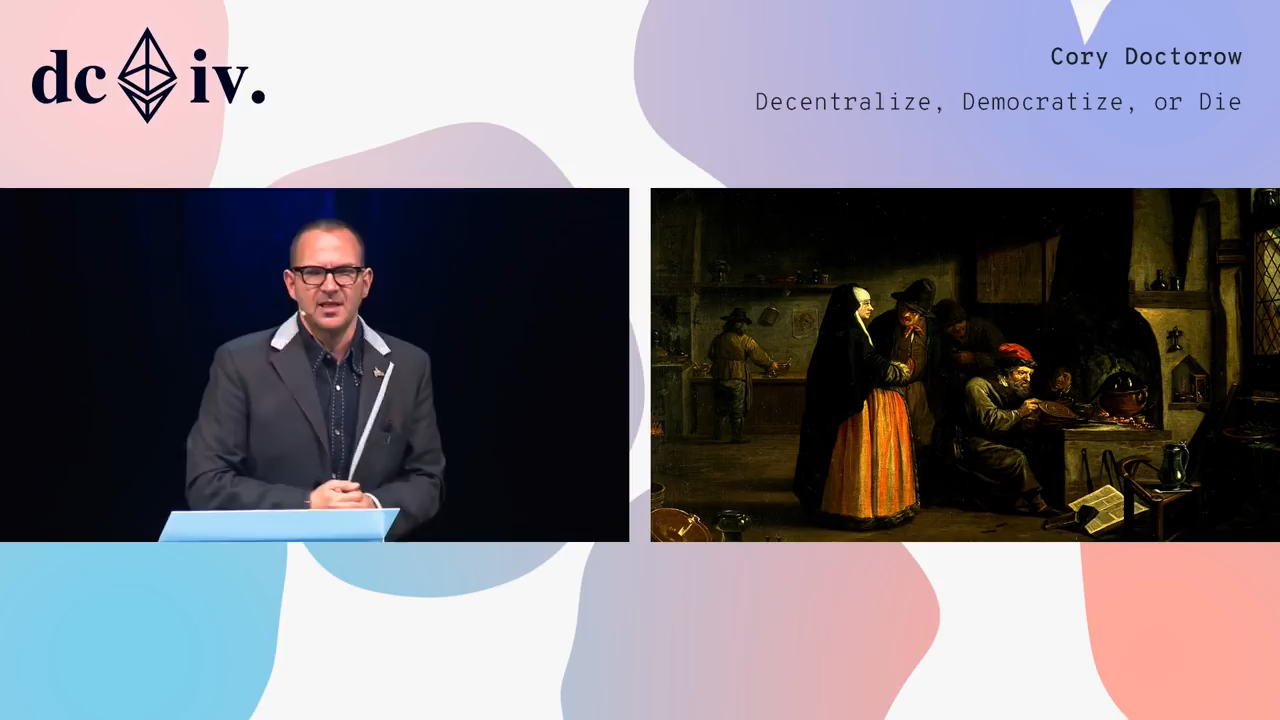 dc iv.
Cory Doctorow
Decentralize, Democratize, or Die